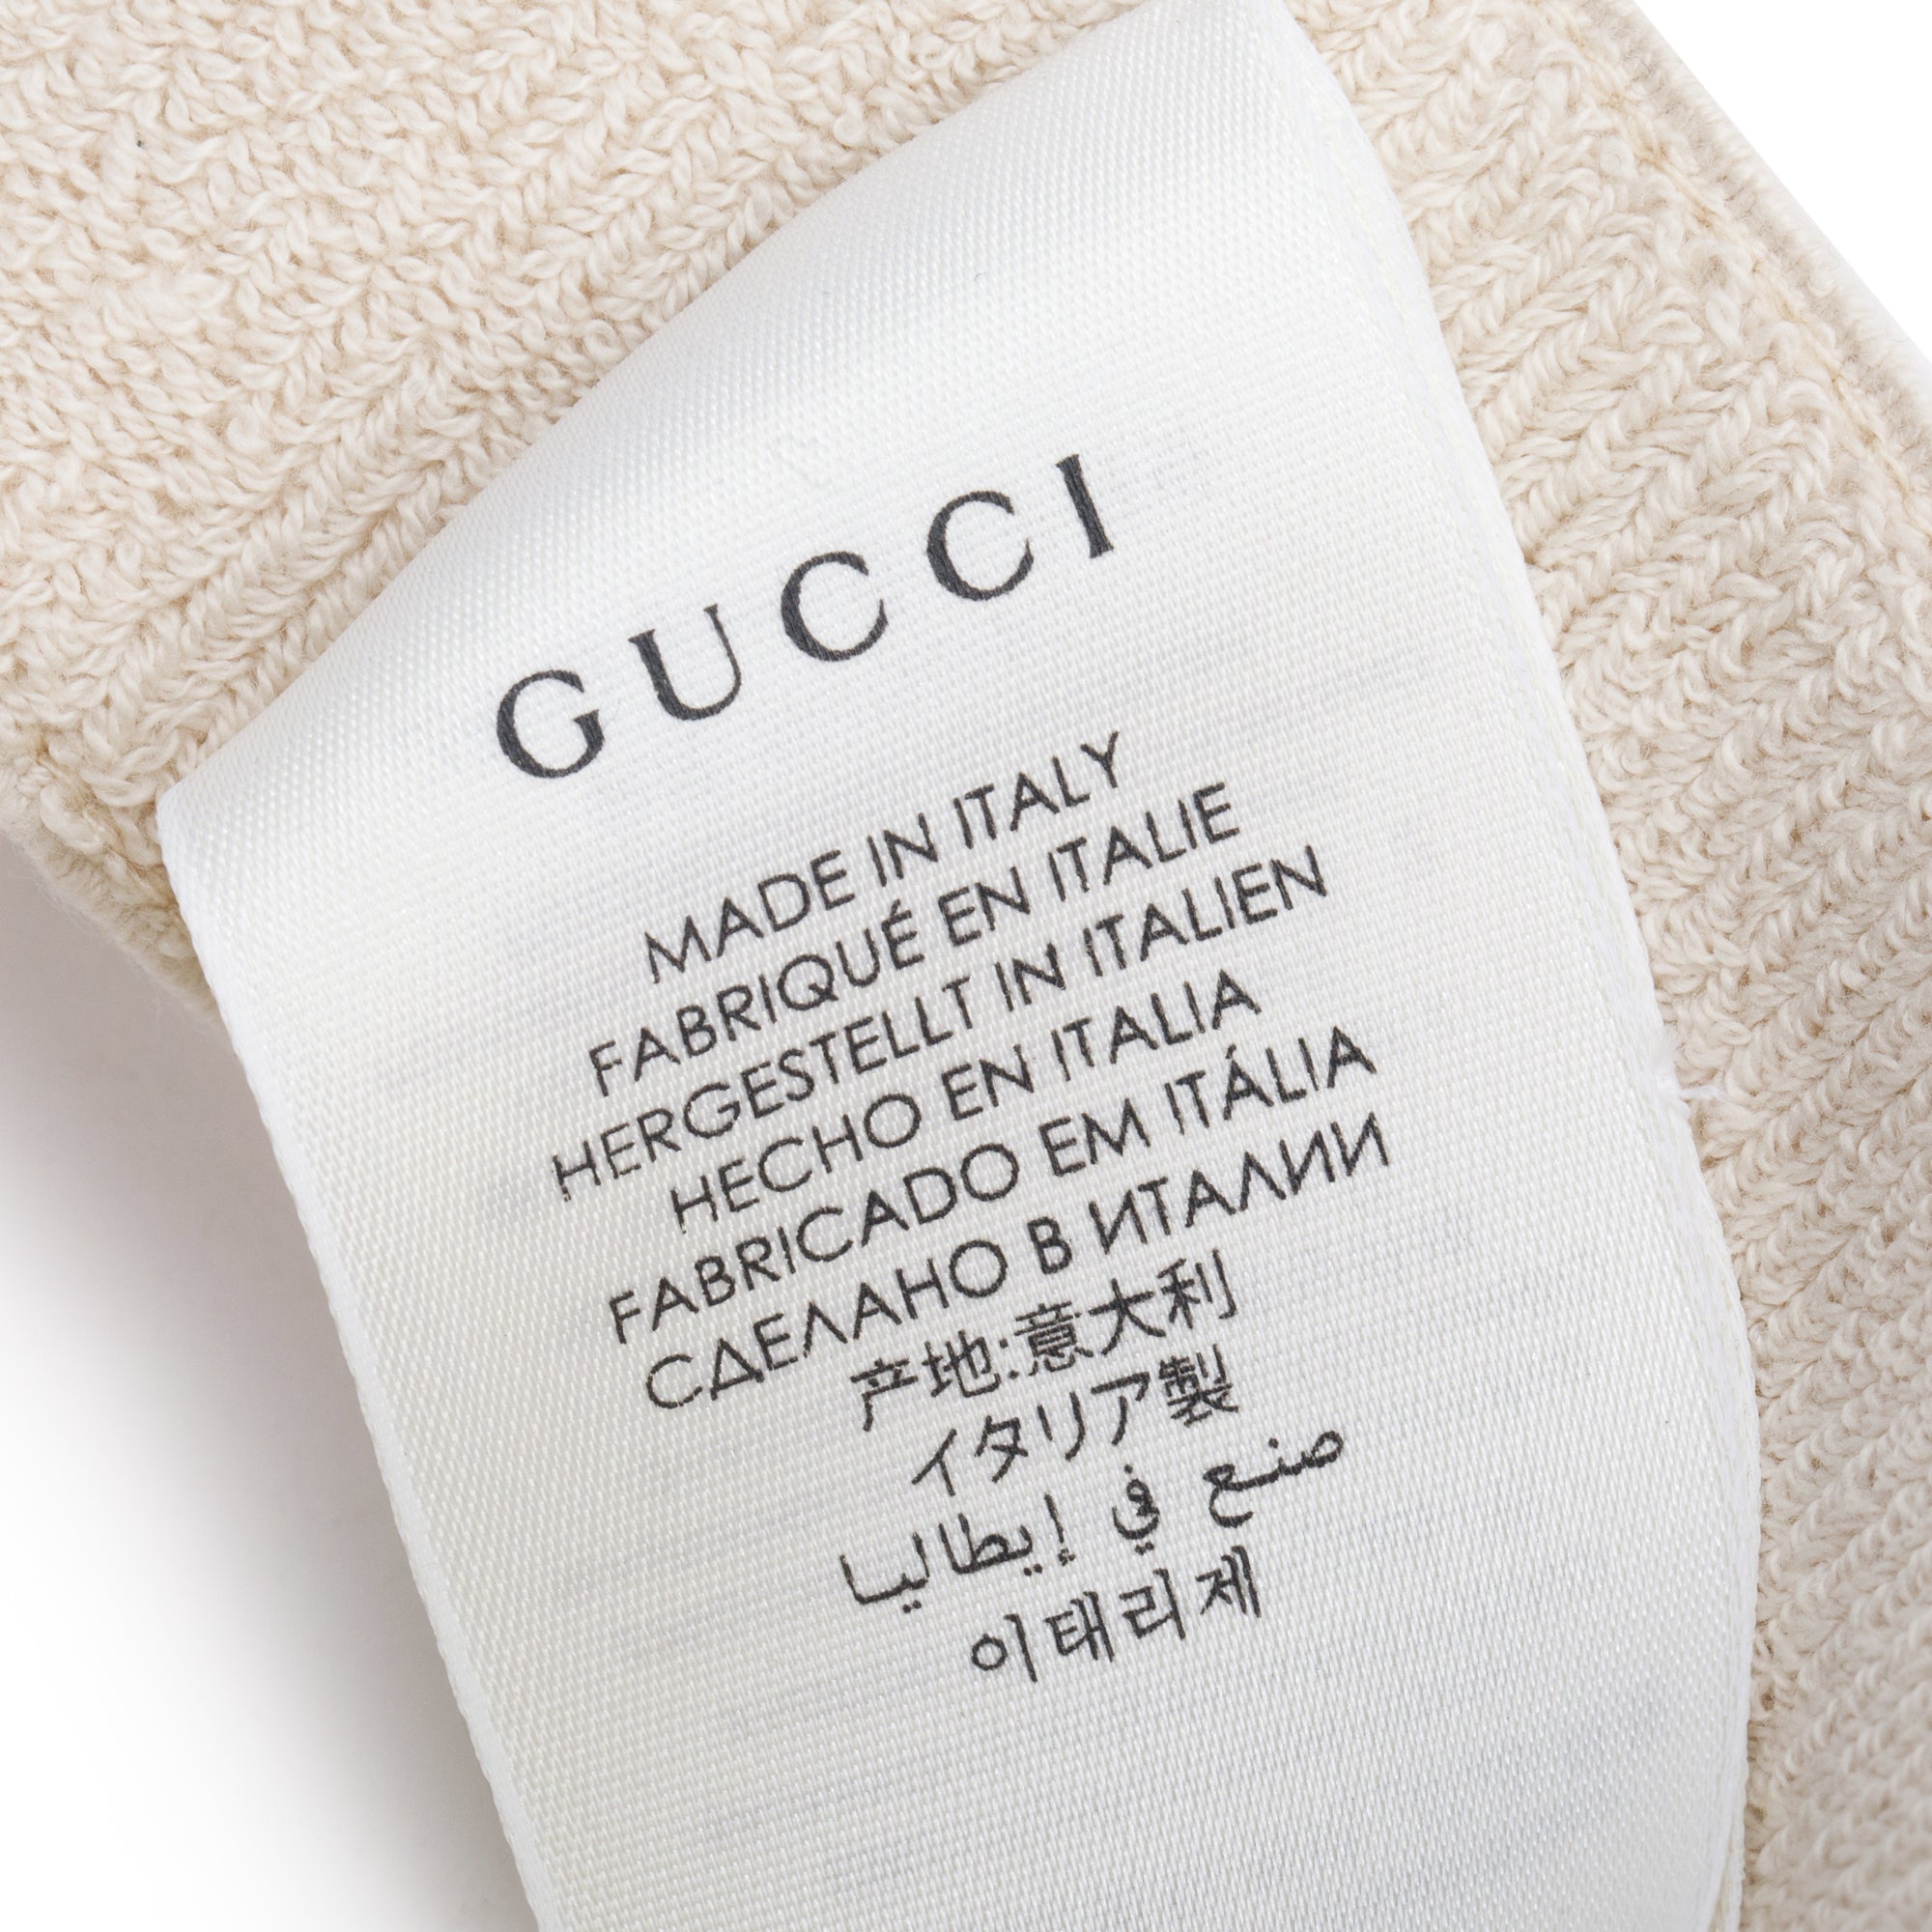 GUCCI
MADE IN ITALY
FABRIQUÉ EN ITALIE
HERGESTELLT IN ITALIEN
HECHO EN ITALIA
FABRICADO EM ITÁLIA
СДЕЛАНО В ИТАЛИИ
产地:意大利
イタリア製
صنع في إيطاليا
이태리제